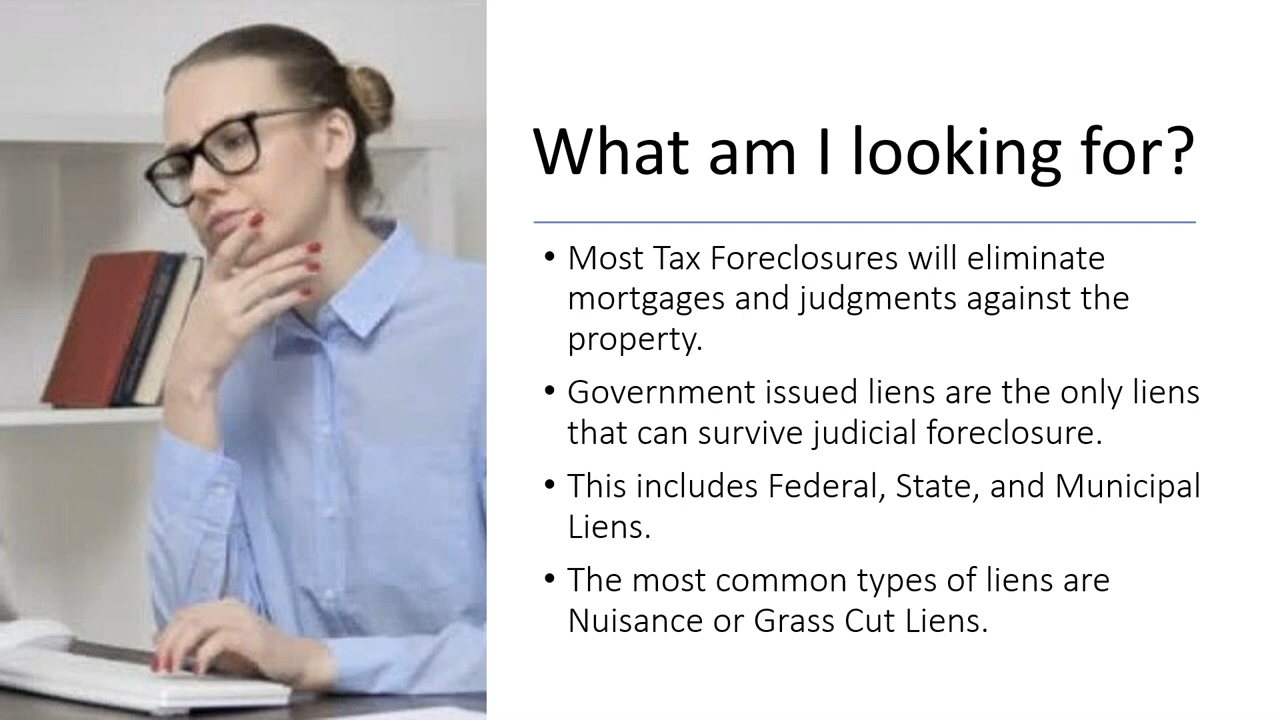 What am I looking for?
• Most Tax Foreclosures will eliminate
mortgages and judgments against the
property.
• Government issued liens are the only liens
that can survive judicial foreclosure.
• This includes Federal, State, and Municipal
Liens.
• The most common types of liens are
Nuisance or Grass Cut Liens.